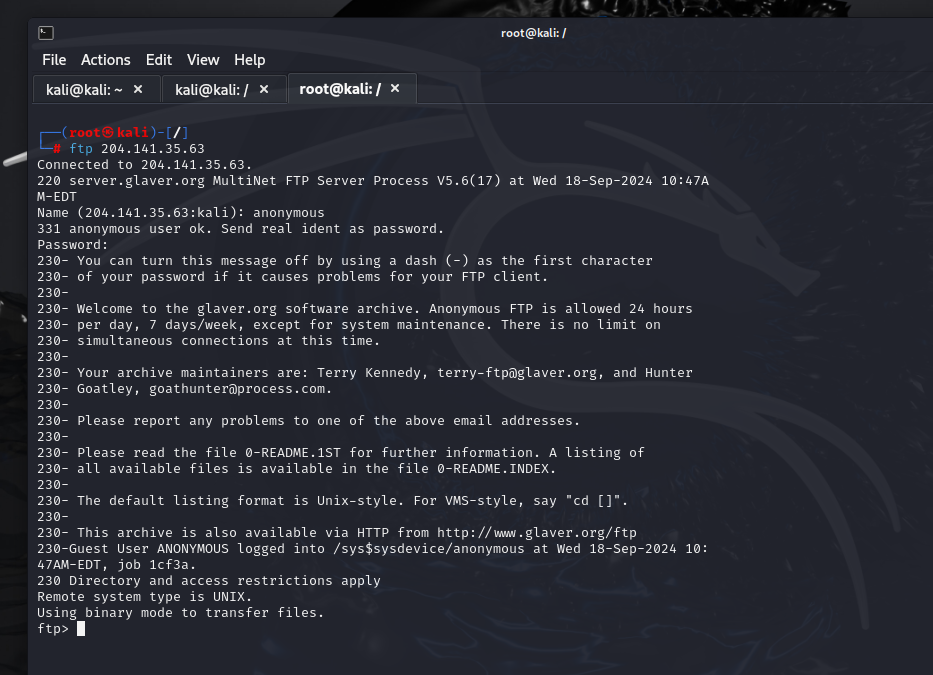 root@kali: /
File Actions Edit View Help
kali@kali: ~ × kali@kali: / × root@kali: / ×
┌──(root㉿kali)-[/]
└─# ftp 204.141.35.63
Connected to 204.141.35.63.
220 server.glaver.org MultiNet FTP Server Process V5.6(17) at Wed 18-Sep-2024 10:47A
M-EDT
Name (204.141.35.63:kali): anonymous
331 anonymous user ok. Send real ident as password.
Password:
230- You can turn this message off by using a dash (-) as the first character
230- of your password if it causes problems for your FTP client.
230-
230- Welcome to the glaver.org software archive. Anonymous FTP is allowed 24 hours
230- per day, 7 days/week, except for system maintenance. There is no limit on
230- simultaneous connections at this time.
230-
230- Your archive maintainers are: Terry Kennedy, terry-ftp@glaver.org, and Hunter
230- Goatley, goathunter@process.com.
230-
230- Please report any problems to one of the above email addresses.
230-
230- Please read the file 0-README.1ST for further information. A listing of
230- all available files is available in the file 0-README.INDEX.
230-
230- The default listing format is Unix-style. For VMS-style, say "cd []".
230-
230- This archive is also available via HTTP from http://www.glaver.org/ftp
230-Guest User ANONYMOUS logged into /sys$sysdevice/anonymous at Wed 18-Sep-2024 10:
47AM-EDT, job 1cf3a.
230 Directory and access restrictions apply
Remote system type is UNIX.
Using binary mode to transfer files.
ftp>